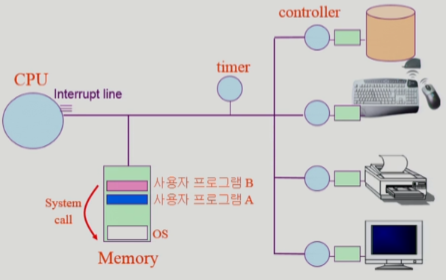 controller
timer
CPU
Interrupt line
사용자 프로그램 B
사용자 프로그램 A
System
call
OS
Memory